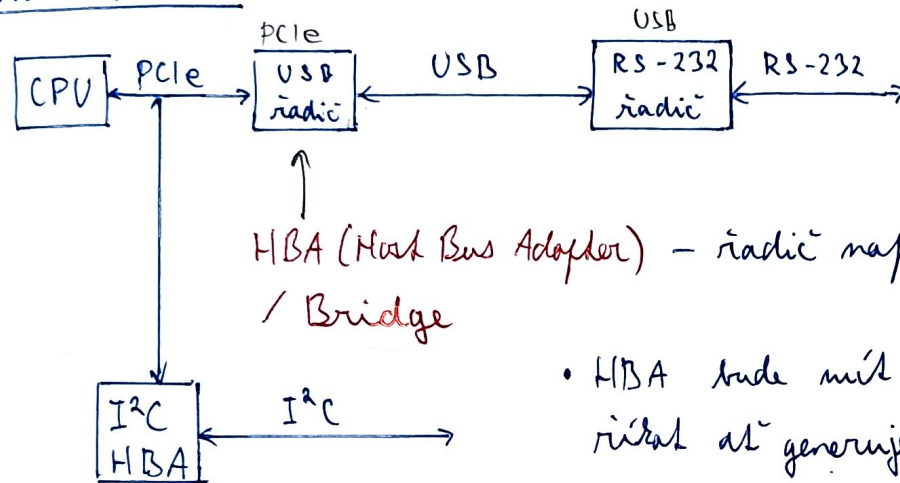 PCIe
USB
CPU
PCIe
USB
řadič
USB
RS-232
řadič
RS-232
HBA (Host Bus Adapter) – řadič
/ Bridge
• HBA bude mít
říkat ať
I²C
HBA
I²C